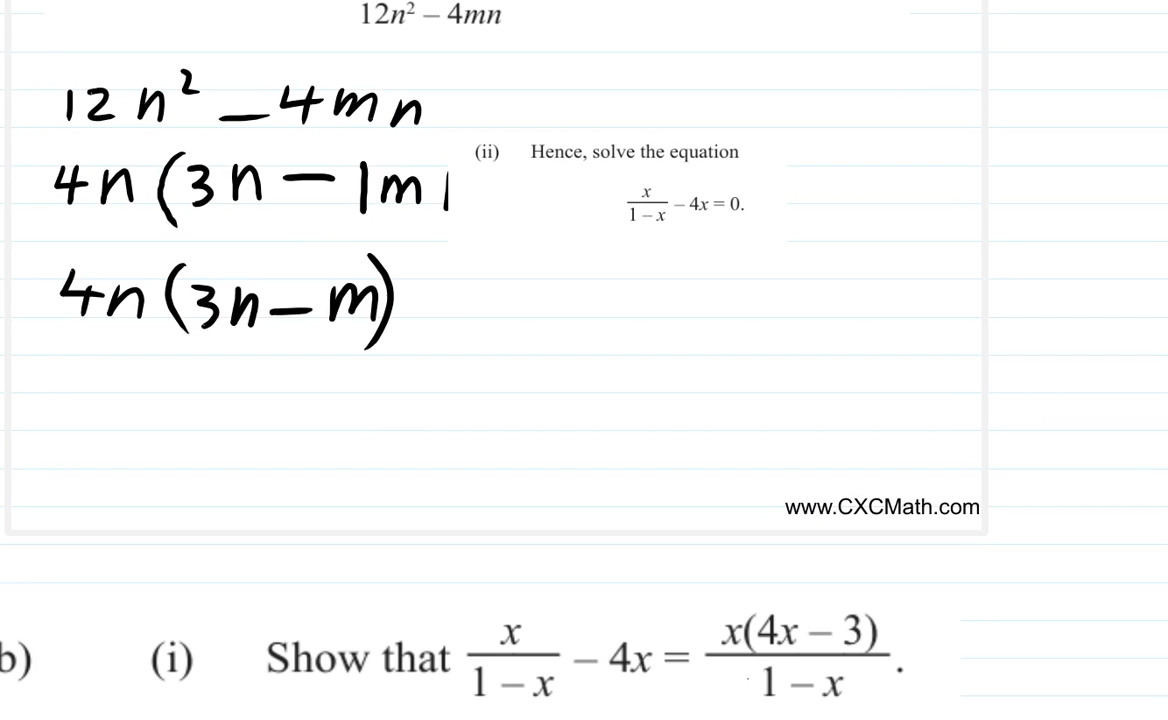 12n² – 4mn
12n² – 4mn
4n(3n – 1m
4n(3n – m)
(ii) Hence, solve the equation
x/(1 – x) – 4x = 0.
www.CXCMath.com
b) (i) Show that x/(1 – x) – 4x = x(4x – 3)/(1 – x).